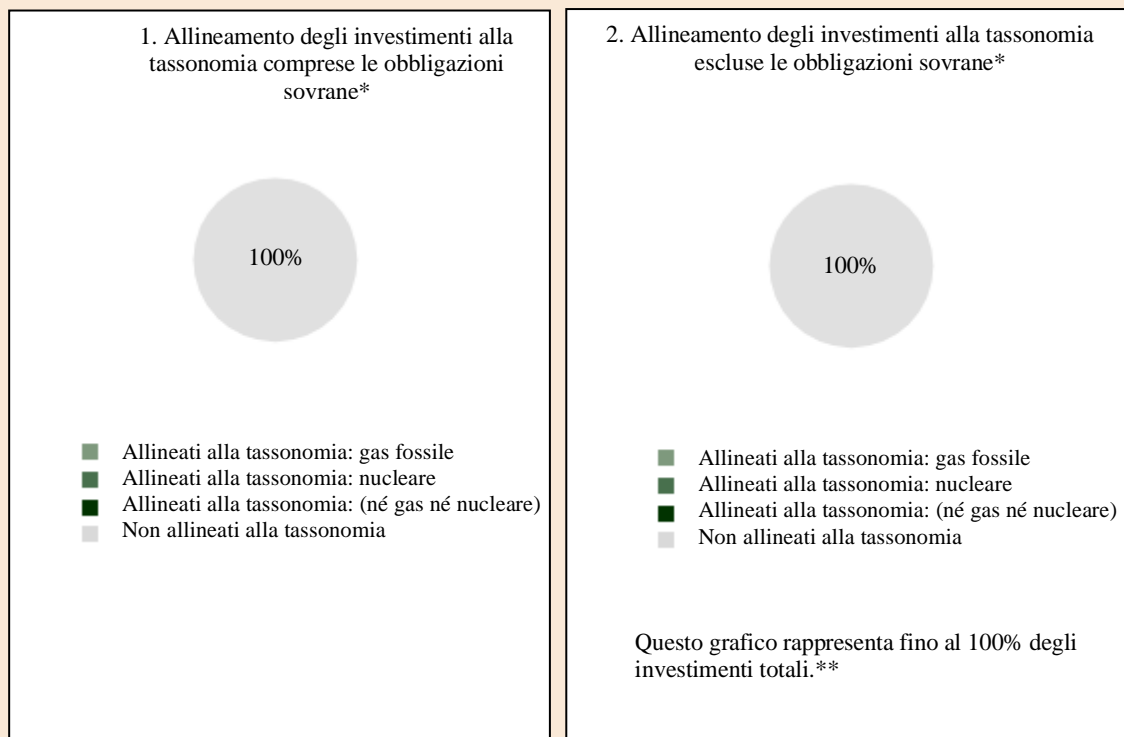 1. Allineamento degli investimenti alla
tassonomia comprese le obbligazioni
sovrane*
100%
Allineati alla tassonomia: gas fossile
Allineati alla tassonomia: nucleare
Allineati alla tassonomia: (né gas né nucleare)
Non allineati alla tassonomia
2. Allineamento degli investimenti alla tassonomia
escluse le obbligazioni sovrane*
100%
Allineati alla tassonomia: gas fossile
Allineati alla tassonomia: nucleare
Allineati alla tassonomia: (né gas né nucleare)
Non allineati alla tassonomia
Questo grafico rappresenta fino al 100% degli
investimenti totali.**